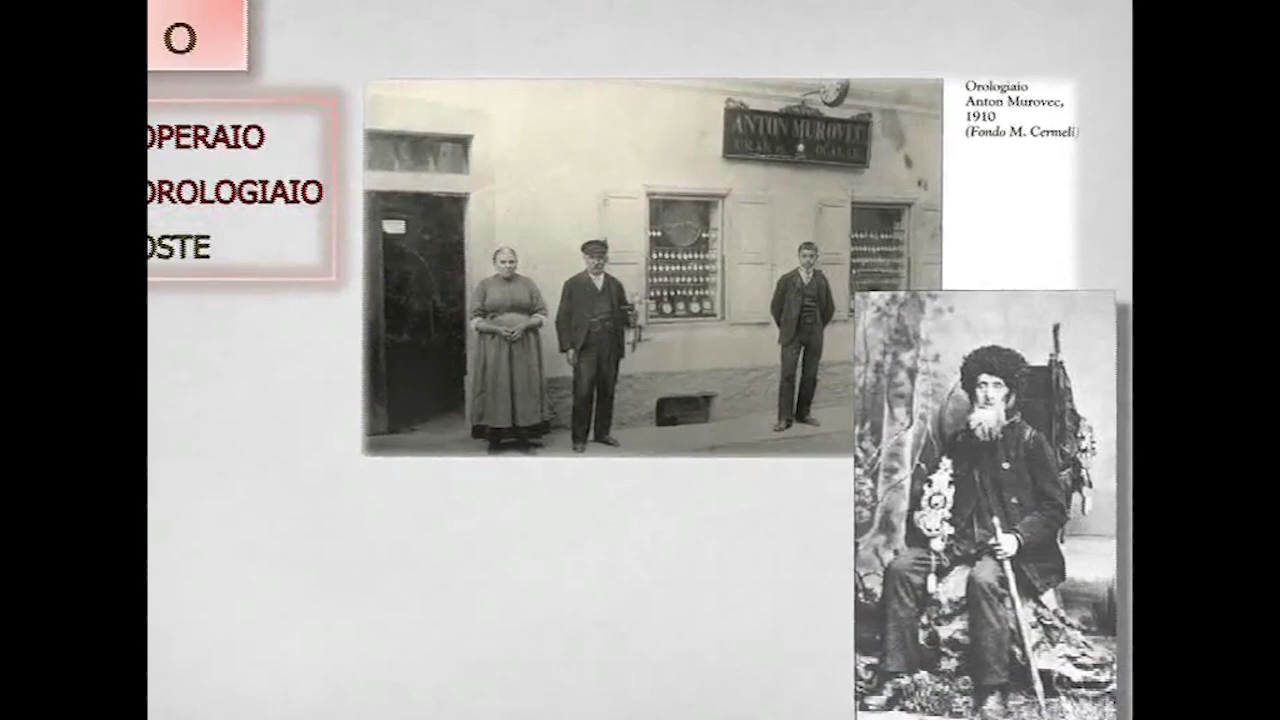 O
OPERAIO
OROLOGIAIO
OSTE
ANTON MUROVEC
Orologiaio
Anton Murovec,
1910
(Fondo M. Cermeli)